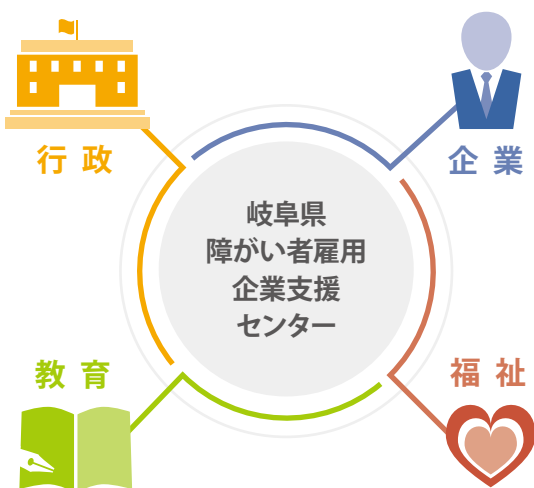 行政
企業
岐阜県
障がい者雇用
企業支援
センター
教育
福祉